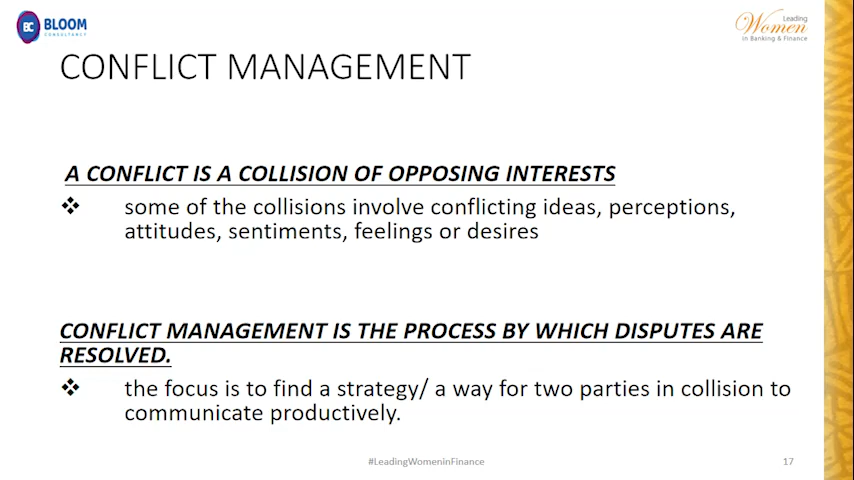 BC BLOOM
CONSULTANCY
Leading
Women
in Banking & Finance
CONFLICT MANAGEMENT
A CONFLICT IS A COLLISION OF OPPOSING INTERESTS
❖ some of the collisions involve conflicting ideas, perceptions,
attitudes, sentiments, feelings or desires
CONFLICT MANAGEMENT IS THE PROCESS BY WHICH DISPUTES ARE
RESOLVED.
❖ the focus is to find a strategy/ a way for two parties in collision to
communicate productively.
#LeadingWomeninFinance
17